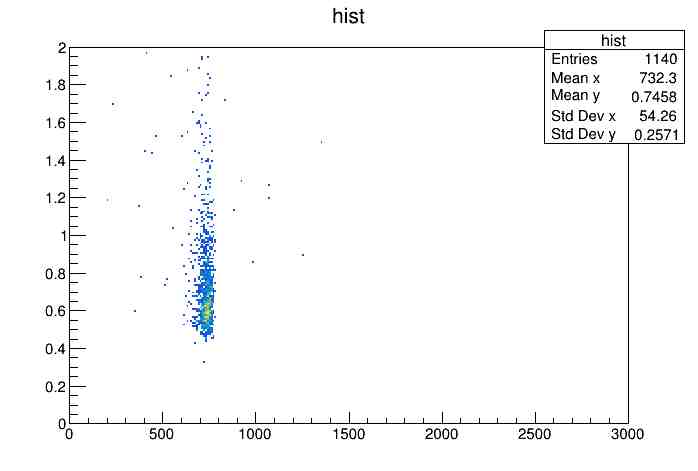 hist
hist
Entries 1140
Mean x 732.3
Mean y 0.7458
Std Dev x 54.26
Std Dev y 0.2571
2
1.8
1.6
1.4
1.2
1
0.8
0.6
0.4
0.2
0
0 500 1000 1500 2000 2500 3000